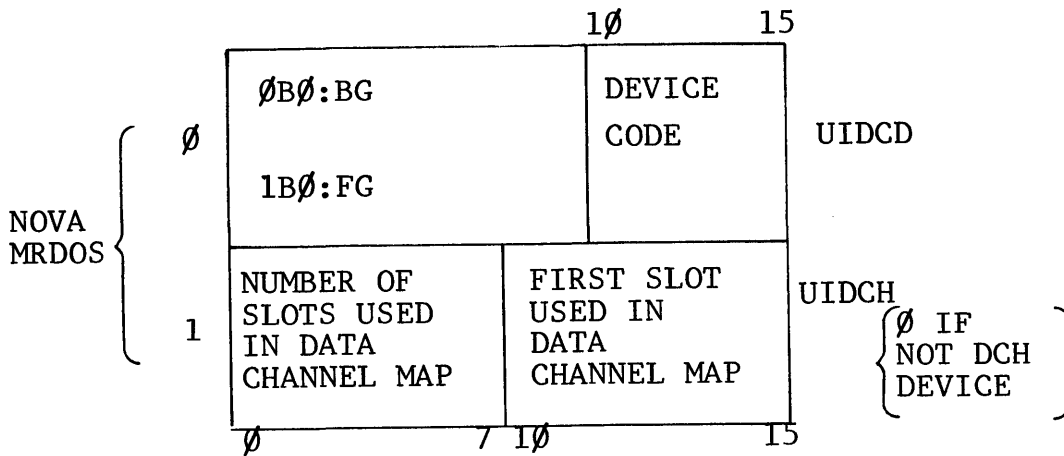 1Ø 15
ØBØ:BG
1BØ:FG
DEVICE
CODE
Ø
UIDCD
NOVA
MRDOS
NUMBER OF
SLOTS USED
IN DATA
CHANNEL MAP
FIRST SLOT
USED IN
DATA
CHANNEL MAP
1
UIDCH
Ø IF
NOT DCH
DEVICE
Ø 7 1Ø 15